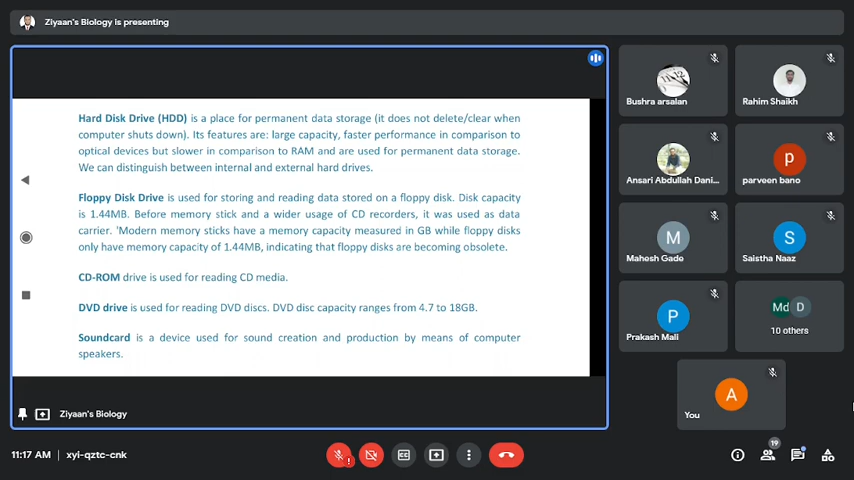 Ziyaan's Biology is presenting
Hard Disk Drive (HDD) is a place for permanent data storage (it does not delete/clear when
computer shuts down). Its features are: large capacity, faster performance in comparison to
optical devices but slower in comparison to RAM and are used for permanent data storage.
We can distinguish between internal and external hard drives.
Floppy Disk Drive is used for storing and reading data stored on a floppy disk. Disk capacity
is 1.44MB. Before memory stick and a wider usage of CD recorders, it was used as data
carrier. 'Modern memory sticks have a memory capacity measured in GB while floppy disks
only have memory capacity of 1.44MB, indicating that floppy disks are becoming obsolete.
CD-ROM drive is used for reading CD media.
DVD drive is used for reading DVD discs. DVD disc capacity ranges from 4.7 to 18GB.
Soundcard is a device used for sound creation and production by means of computer
speakers.
Ziyaan's Biology
Bushra arsalan
Rahim Shaikh
Ansari Abdullah Dani...
p
parveen bano
M
Mahesh Gade
S
Saistha Naaz
P
Prakash Mali
Md D
10 others
A
You
11:17 AM | xyi-qztc-cnk
19